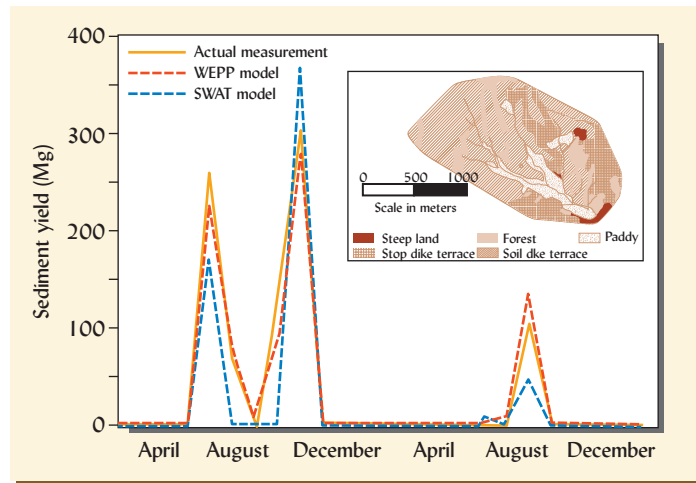 400
300
200
100
0
Sediment yield (Mg)
Actual measurement
WEPP model
SWAT model
0 500 1000
Scale in meters
Steep land Forest Paddy
Stop dike terrace Soil dke terrace
April August December April August December